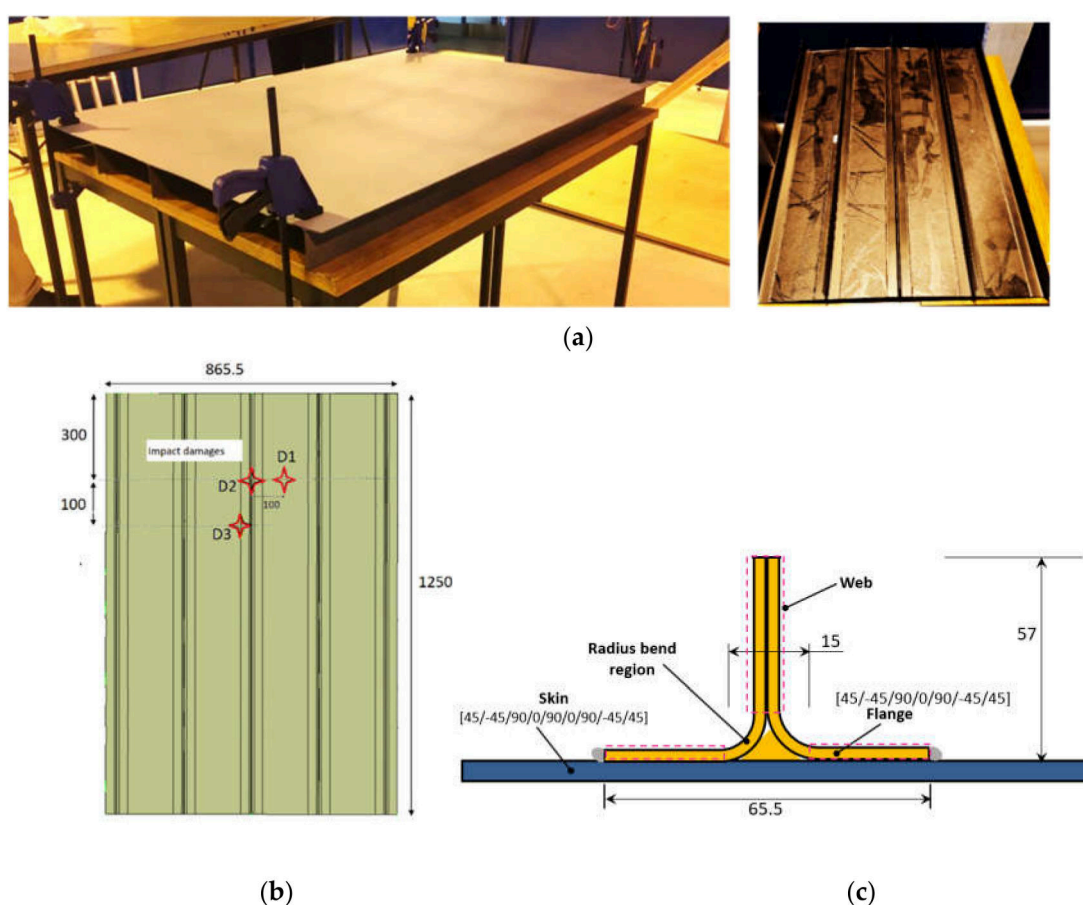 (a)
865.5
300
Impact damages
D1
D2
100
100
D3
1250
Web
15
57
Radius bend
region
Skin
[45/-45/90/0/90/0/90/-45/45]
[45/-45/90/0/90/-45/45]
Flange
65.5
(b)
(c)